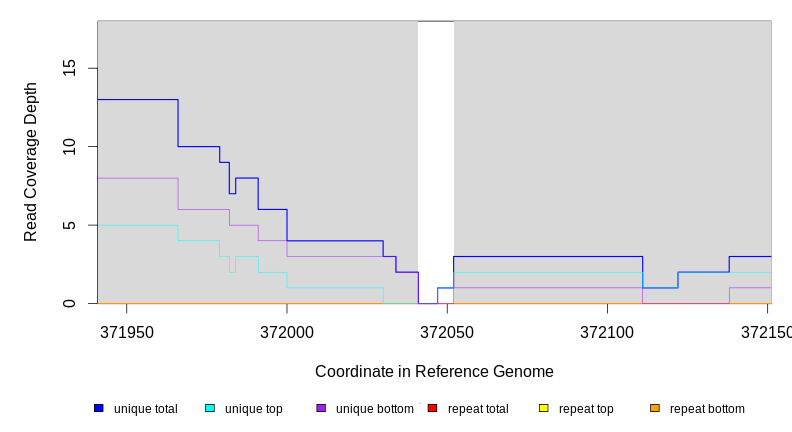 Read Coverage Depth
15
10
5
0
371950 372000 372050 372100 37215
Coordinate in Reference Genome
unique total unique top unique bottom repeat total repeat top repeat bottom